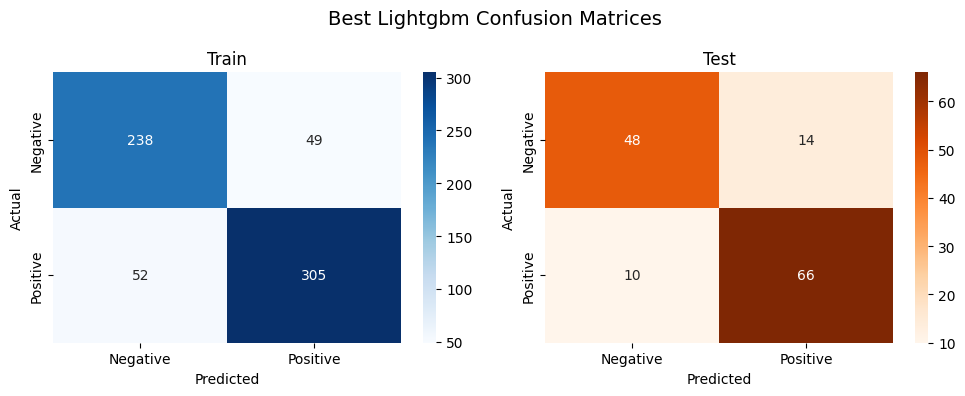 Best Lightgbm Confusion Matrices
Train
Negative
Positive
Actual
238
49
52
305
Negative
Positive
Predicted
300
250
200
150
100
50
Test
Negative
Positive
Actual
48
14
10
66
Negative
Positive
Predicted
60
50
40
30
20
10